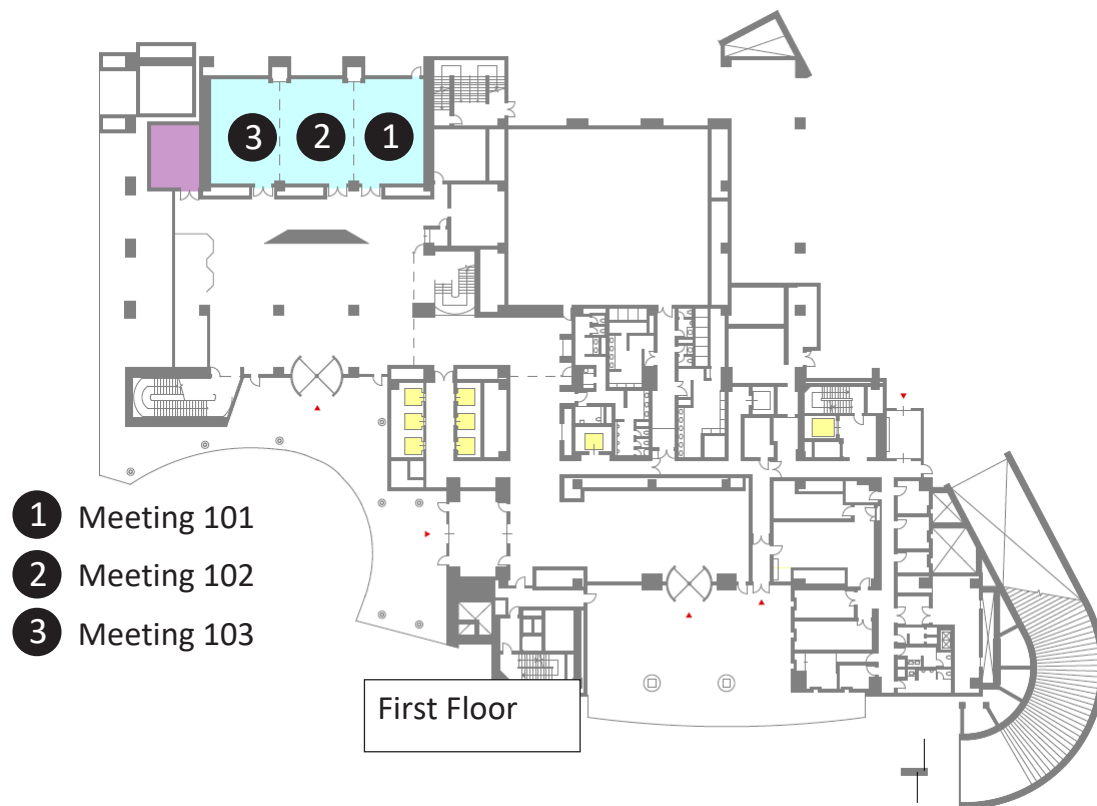 3 2 1
1 Meeting 101
2 Meeting 102
3 Meeting 103
First Floor